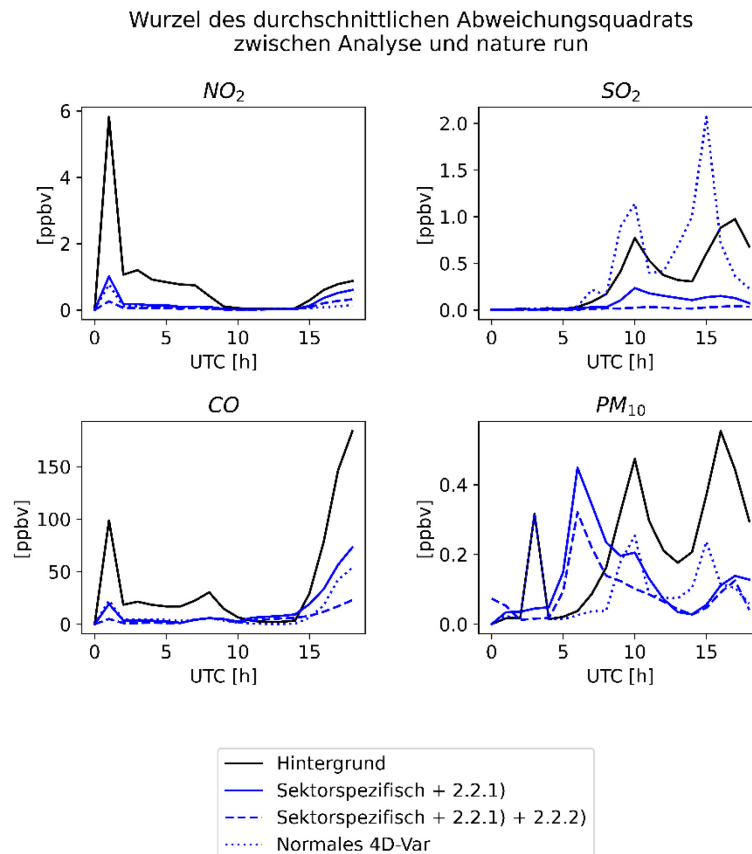 Wurzel des durchschnittlichen Abweichungsquadrats
zwischen Analyse und nature run
NO₂
SO₂
[ppbv]
6
4
2
0
0 5 10 15
UTC [h]
[ppbv]
2.0
1.5
1.0
0.5
0.0
0 5 10 15
UTC [h]
CO
PM₁₀
[ppbv]
150
100
50
0
0 5 10 15
UTC [h]
[ppbv]
0.4
0.2
0.0
0 5 10 15
UTC [h]
Hintergrund
Sektorspezifisch + 2.2.1)
Sektorspezifisch + 2.2.1) + 2.2.2)
Normales 4D-Var